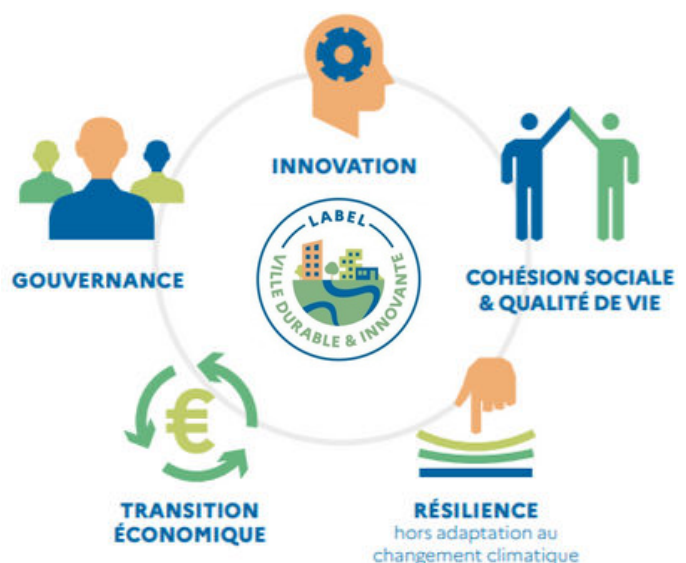 INNOVATION
GOUVERNANCE
LABEL
VILLE DURABLE & INNOVANTE
COHÉSION SOCIALE
& QUALITÉ DE VIE
€
TRANSITION
ÉCONOMIQUE
RÉSILIENCE
hors adaptation au
changement climatique